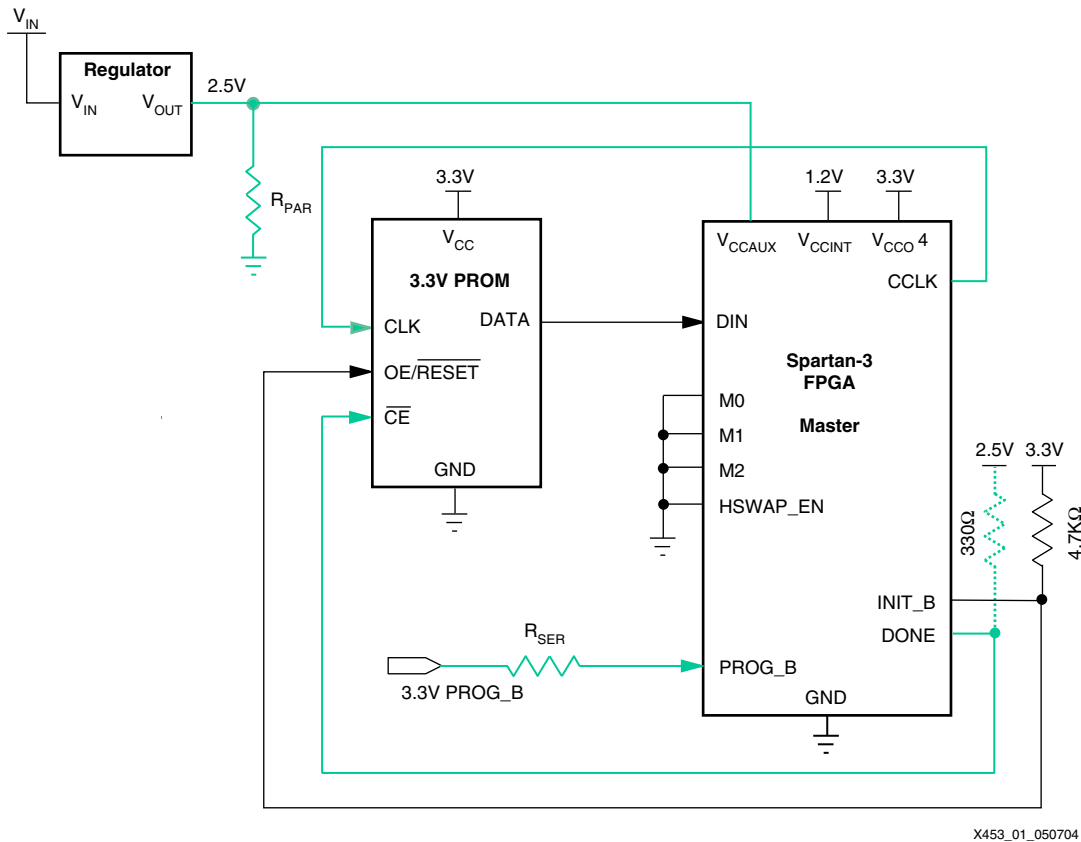 VIN
Regulator
VIN
VOUT
2.5V
RPAR
3.3V
VCC
3.3V PROM
CLK
DATA
OE/RESET
CE
GND
1.2V
3.3V
VCCAUX
VCCINT
VCCO 4
CCLK
DIN
Spartan-3
FPGA
Master
M0
M1
M2
HSWAP_EN
2.5V
3.3V
330Ω
4.7KΩ
INIT_B
DONE
RSER
3.3V PROG_B
PROG_B
GND
X453_01_050704